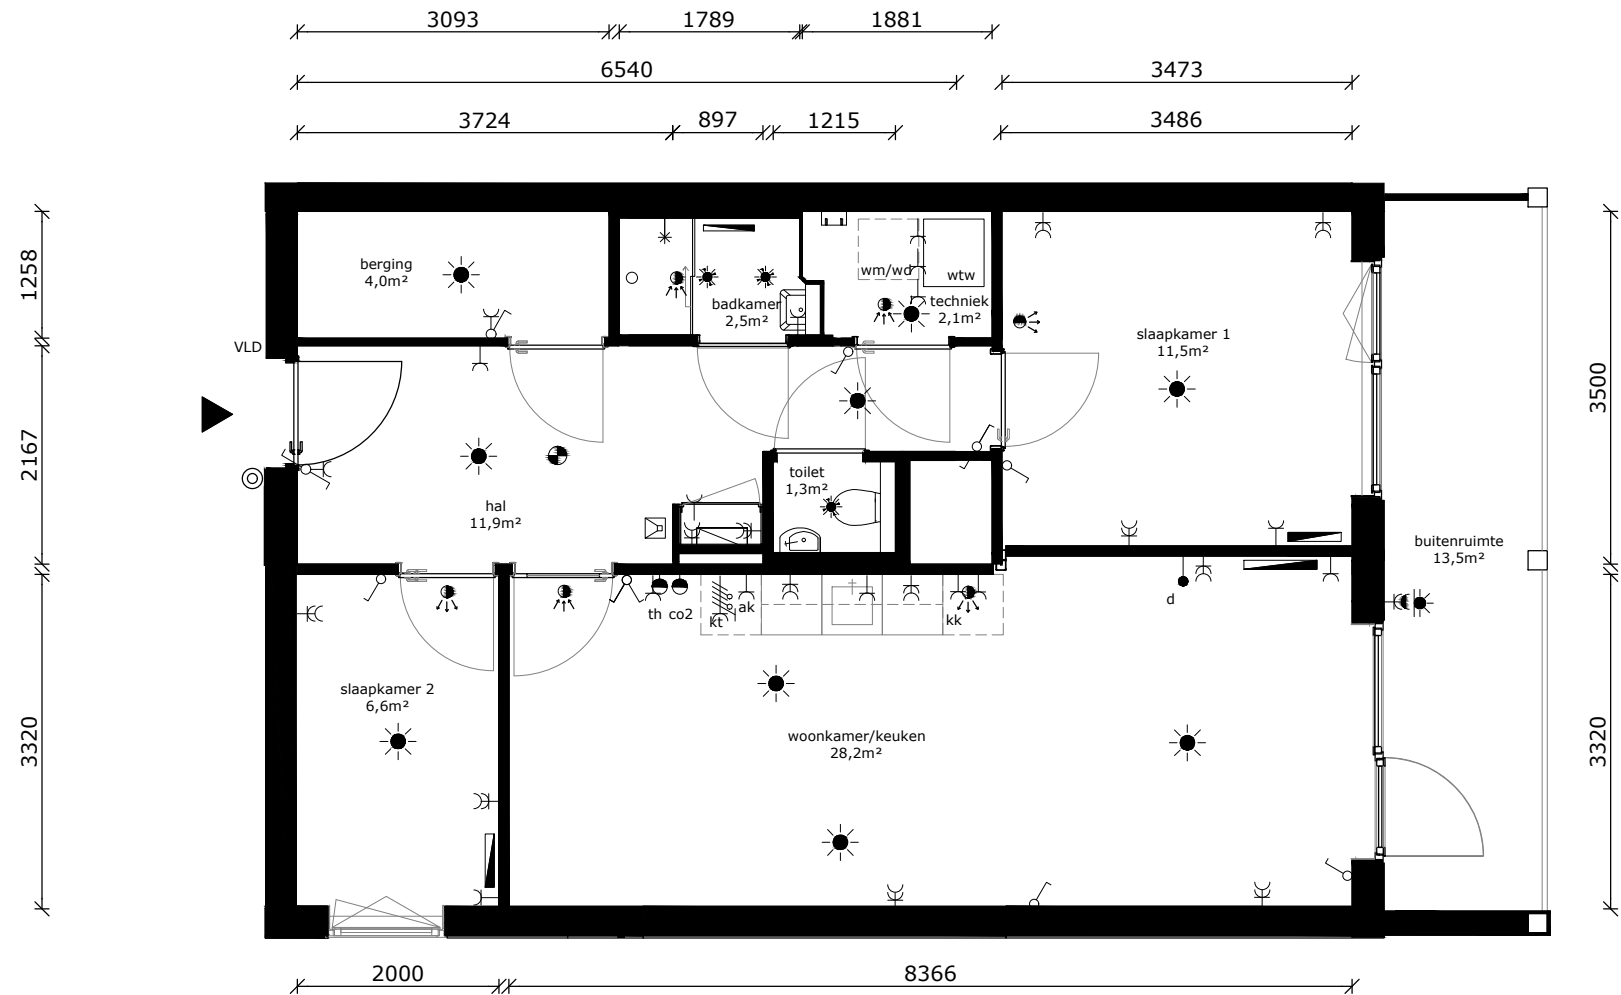 3093
1789
1881
6540
3473
3724
897
1215
3486
1258
2167
3320
3500
3320
berging
4,0m²
badkamer
2,5m²
wm/wd
wtw
techniek
2,1m²
slaapkamer 1
11,5m²
VLD
toilet
1,3m²
hal
11,9m²
buitenruimte
13,5m²
th
co2
kt
ak
kk
d
slaapkamer 2
6,6m²
woonkamer/keuken
28,2m²
2000
8366